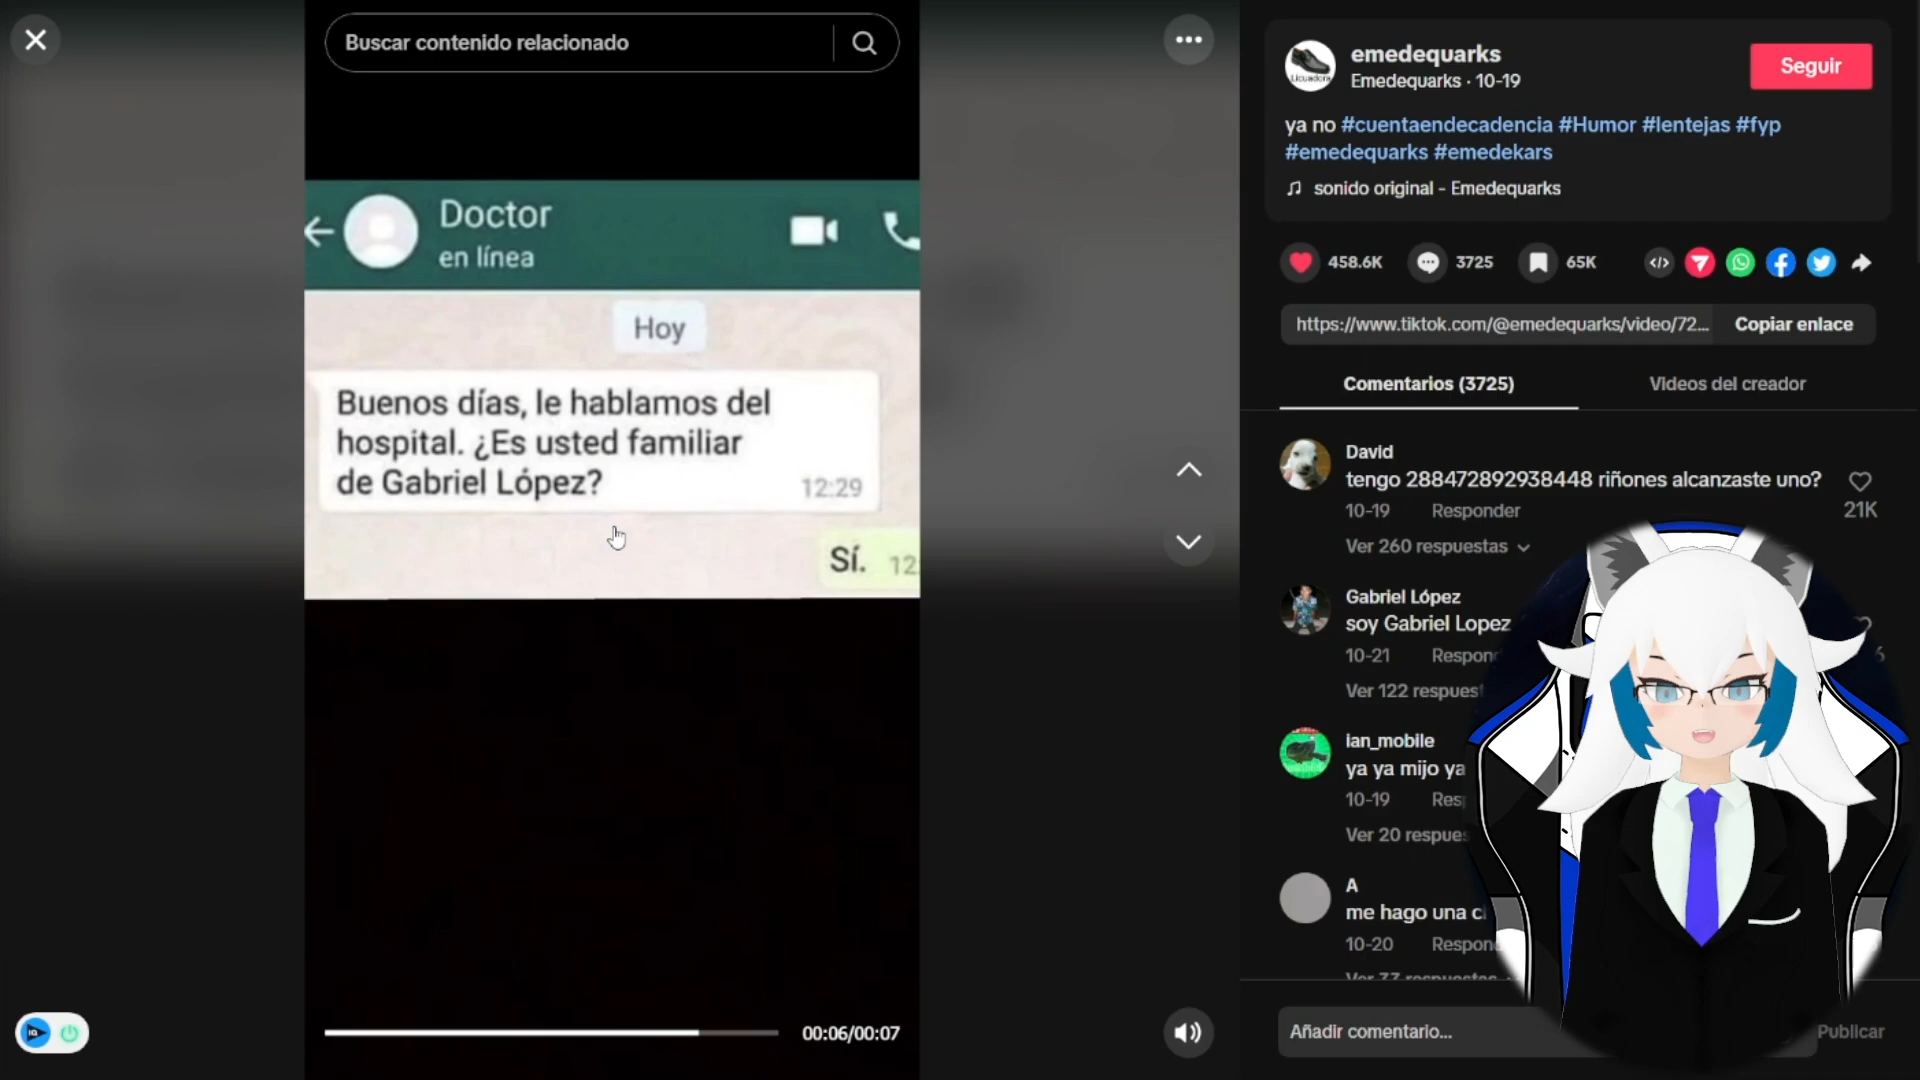 Buscar contenido relacionado
Doctor
en línea
Hoy
Buenos días, le hablamos del
hospital. ¿Es usted familiar
de Gabriel López?
12:29
Sí.
12:
00:06/00:07
Licuadora
emedequarks
Emedequarks · 10-19
Seguir
ya no #cuentaendecadencia #Humor #lentejas #fyp
#emedequarks #emedekars
sonido original - Emedequarks
458.6K
3725
65K
https://www.tiktok.com/@emedequarks/video/72...
Copiar enlace
Comentarios (3725)
Videos del creador
David
tengo 288472892938448 riñones alcanzaste uno?
21K
10-19 Responder
Ver 260 respuestas
Gabriel López
soy Gabriel Lopez
10-21
Ver 122
ian_mobile
ya ya mijo ya
10-19
Ver 20
A
me hago una
10-20
Añadir comentario...
Publicar